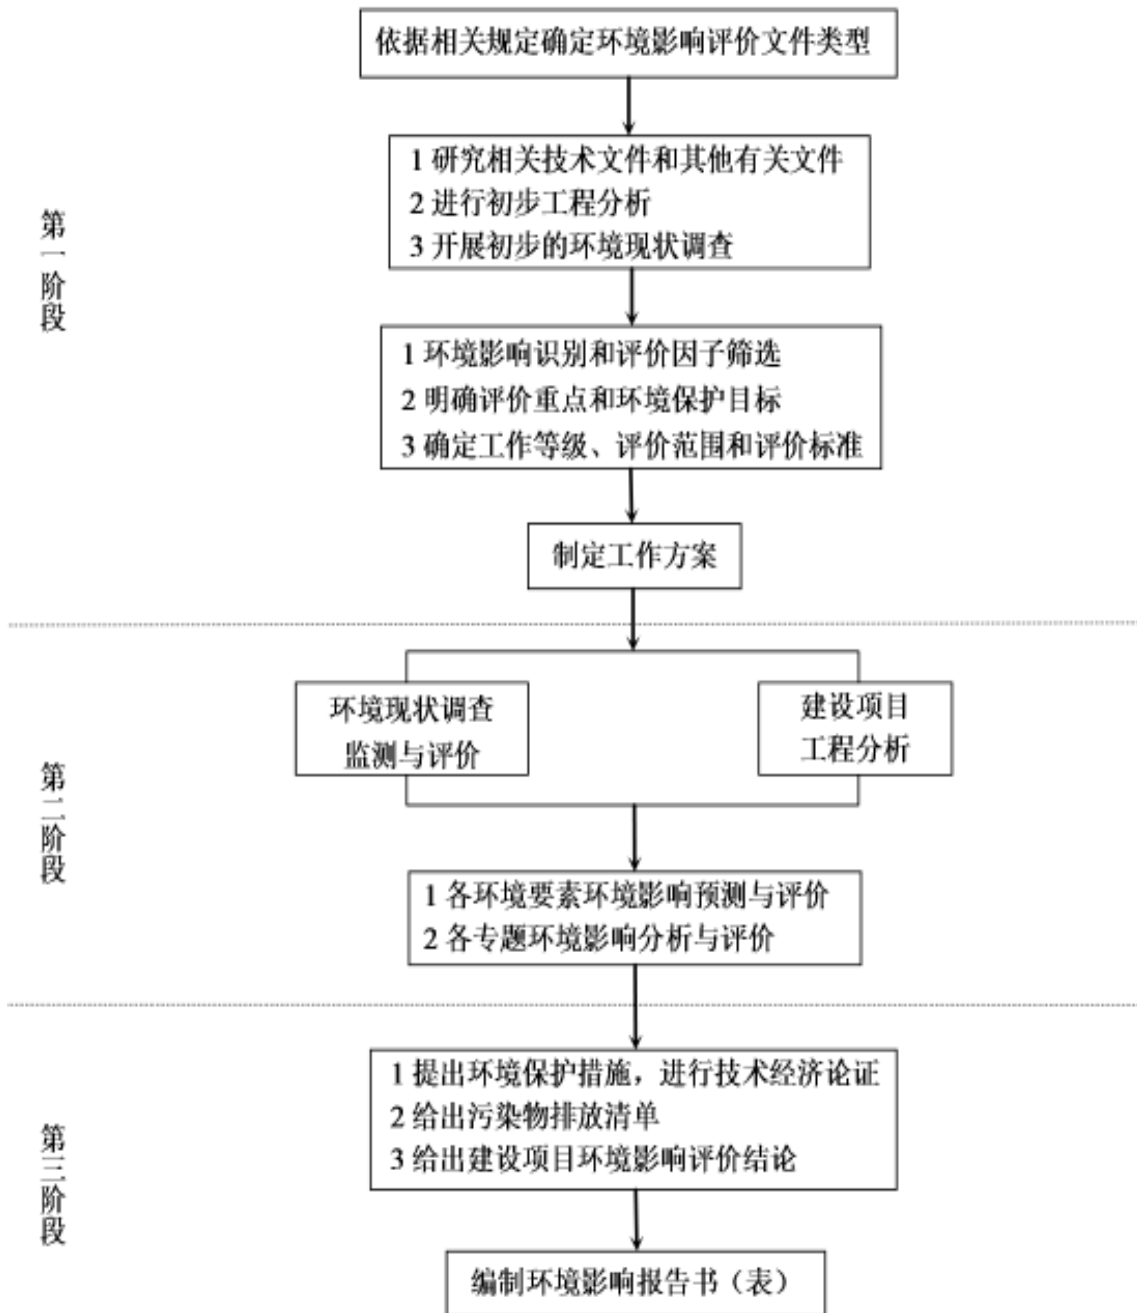 依据相关规定确定环境影响评价文件类型
1 研究相关技术文件和其他有关文件
2 进行初步工程分析
3 开展初步的环境现状调查
第一阶段
1 环境影响识别和评价因子筛选
2 明确评价重点和环境保护目标
3 确定工作等级、评价范围和评价标准
制定工作方案
环境现状调查
监测与评价
建设项目
工程分析
第二阶段
1 各环境要素环境影响预测与评价
2 各专题环境影响分析与评价
1 提出环境保护措施，进行技术经济论证
2 给出污染物排放清单
3 给出建设项目环境影响评价结论
第三阶段
编制环境影响报告书（表）